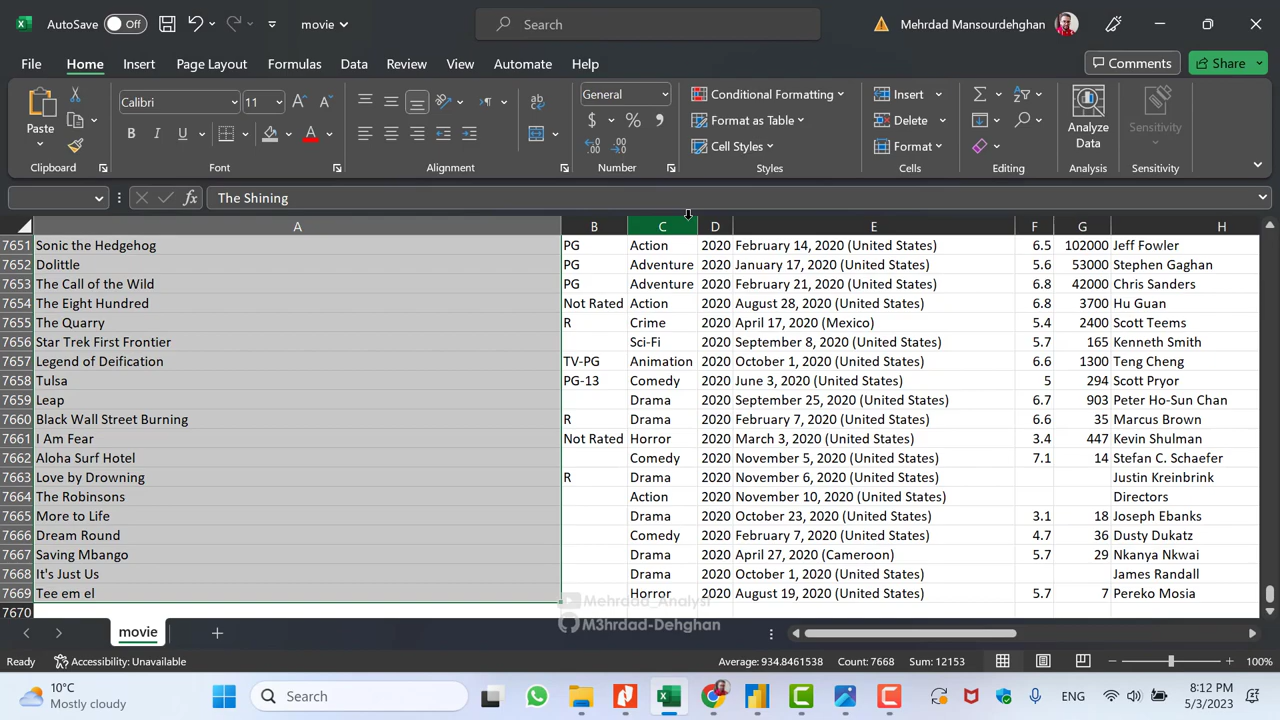 AutoSave Off movie Search Mehrdad Mansourdehghan
File Home Insert Page Layout Formulas Data Review View Automate Help Comments Share
Paste
Calibri 11
General
Conditional Formatting
Format as Table
Cell Styles
Insert
Delete
Format
Analyze
Data
Sensitivity
Clipboard Font Alignment Number Styles Cells Editing Analysis Sensitivity
fx The Shining
A B C D E F G H
7651 Sonic the Hedgehog PG Action 2020 February 14, 2020 (United States) 6.5 102000 Jeff Fowler
7652 Dolittle PG Adventure 2020 January 17, 2020 (United States) 5.6 53000 Stephen Gaghan
7653 The Call of the Wild PG Adventure 2020 February 21, 2020 (United States) 6.8 42000 Chris Sanders
7654 The Eight Hundred Not Rated Action 2020 August 28, 2020 (United States) 6.8 3700 Hu Guan
7655 The Quarry R Crime 2020 April 17, 2020 (Mexico) 5.4 2400 Scott Teems
7656 Star Trek First Frontier Sci-Fi 2020 September 8, 2020 (United States) 5.7 165 Kenneth Smith
7657 Legend of Deification TV-PG Animation 2020 October 1, 2020 (United States) 6.6 1300 Teng Cheng
7658 Tulsa PG-13 Comedy 2020 June 3, 2020 (United States) 5 294 Scott Pryor
7659 Leap Drama 2020 September 25, 2020 (United States) 6.7 903 Peter Ho-Sun Chan
7660 Black Wall Street Burning R Drama 2020 February 7, 2020 (United States) 6.6 35 Marcus Brown
7661 I Am Fear Not Rated Horror 2020 March 3, 2020 (United States) 3.4 447 Kevin Shulman
7662 Aloha Surf Hotel Comedy 2020 November 5, 2020 (United States) 7.1 14 Stefan C. Schaefer
7663 Love by Drowning R Drama 2020 November 6, 2020 (United States) Justin Kreinbrink
7664 The Robinsons Action 2020 November 10, 2020 (United States) Directors
7665 More to Life Drama 2020 October 23, 2020 (United States) 3.1 18 Joseph Ebanks
7666 Dream Round Comedy 2020 February 7, 2020 (United States) 4.7 36 Dusty Dukatz
7667 Saving Mbango Drama 2020 April 27, 2020 (Cameroon) 5.7 29 Nkanya Nkwai
7668 It's Just Us Drama 2020 October 1, 2020 (United States) James Randall
7669 Tee em el Horror 2020 August 19, 2020 (United States) 5.7 7 Pereko Mosia
Mehrdad_Analyst
7670
M3hrdad-Dehghan
movie
Ready Accessibility: Unavailable Average: 934.8461538 Count: 7668 Sum: 12153 100%
10°C
Mostly cloudy
Search
ENG
8:12 PM
5/3/2023